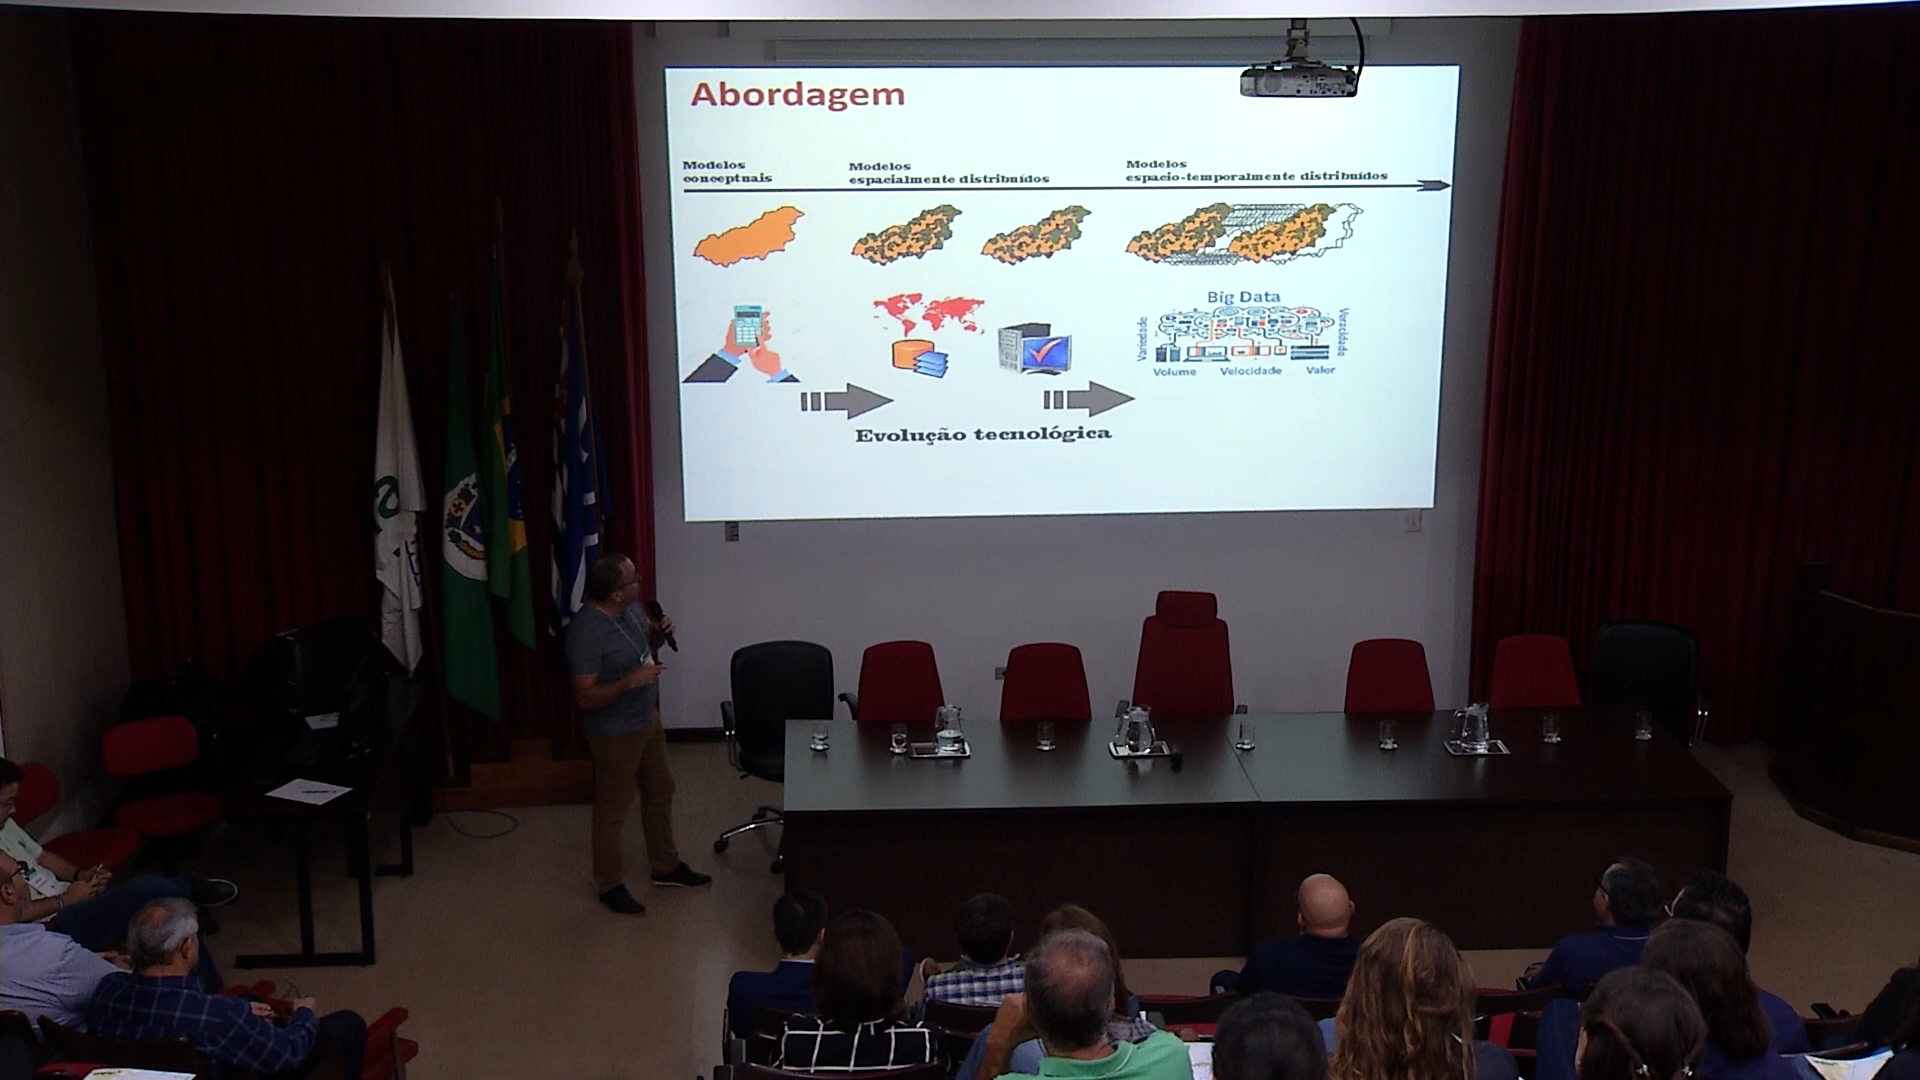 Abordagem
Modelos
conceptuais
Modelos
espacialmente distribuídos
Modelos
espacio-temporalmente distribuídos
Big Data
Variedade
Veracidade
Volume
Velocidade
Valor
Evolução tecnológica